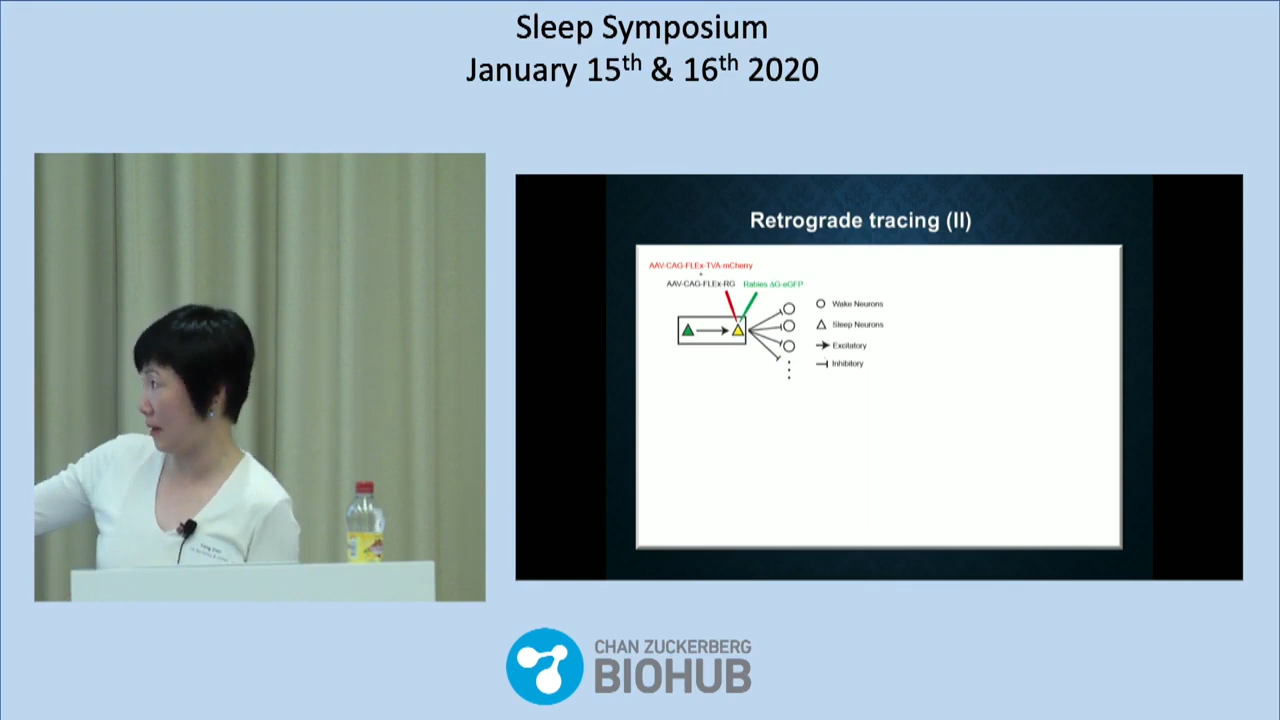 Sleep Symposium
January 15th & 16th 2020
Retrograde tracing (II)
AAV-CAG-FLEx-TVA-mCherry
+
AAV-CAG-FLEx-RG Rabies ΔG-eGFP
Wake Neurons
Sleep Neurons
Excitatory
Inhibitory
CHAN ZUCKERBERG
BIOHUB